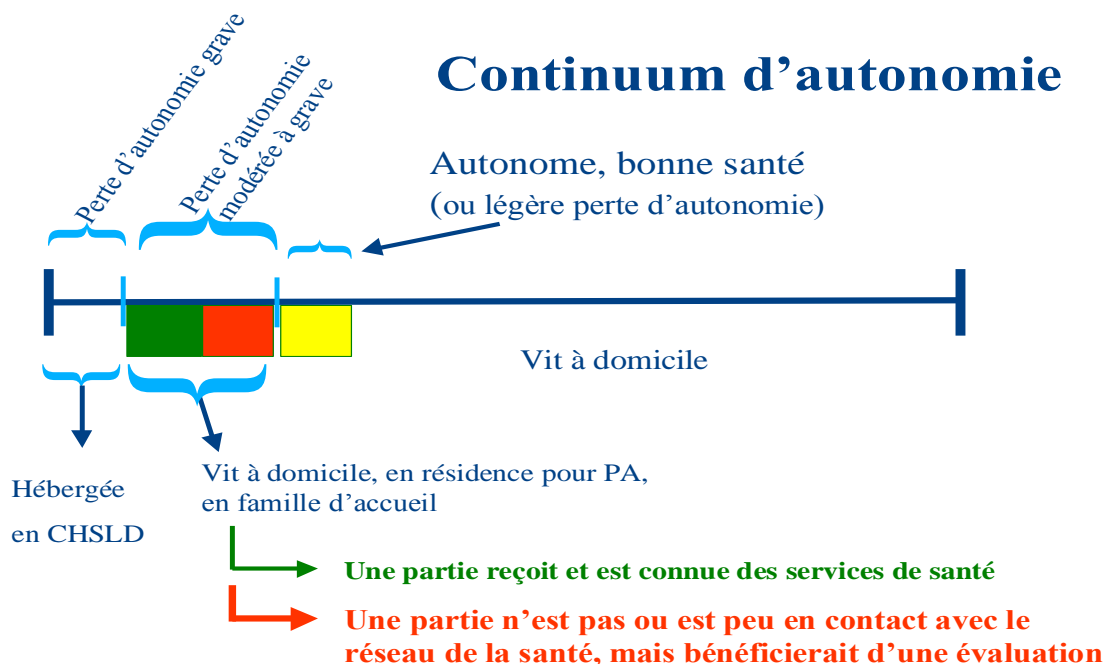 Continuum d'autonomie
Perte d'autonomie grave
Perte d'autonomie
modérée à grave
Autonome, bonne santé
(ou légère perte d'autonomie)
Vit à domicile
Hébergée
en CHSLD
Vit à domicile, en résidence pour PA,
en famille d'accueil
Une partie reçoit et est connue des services de santé
Une partie n'est pas ou est peu en contact avec le
réseau de la santé, mais bénéficierait d'une évaluation